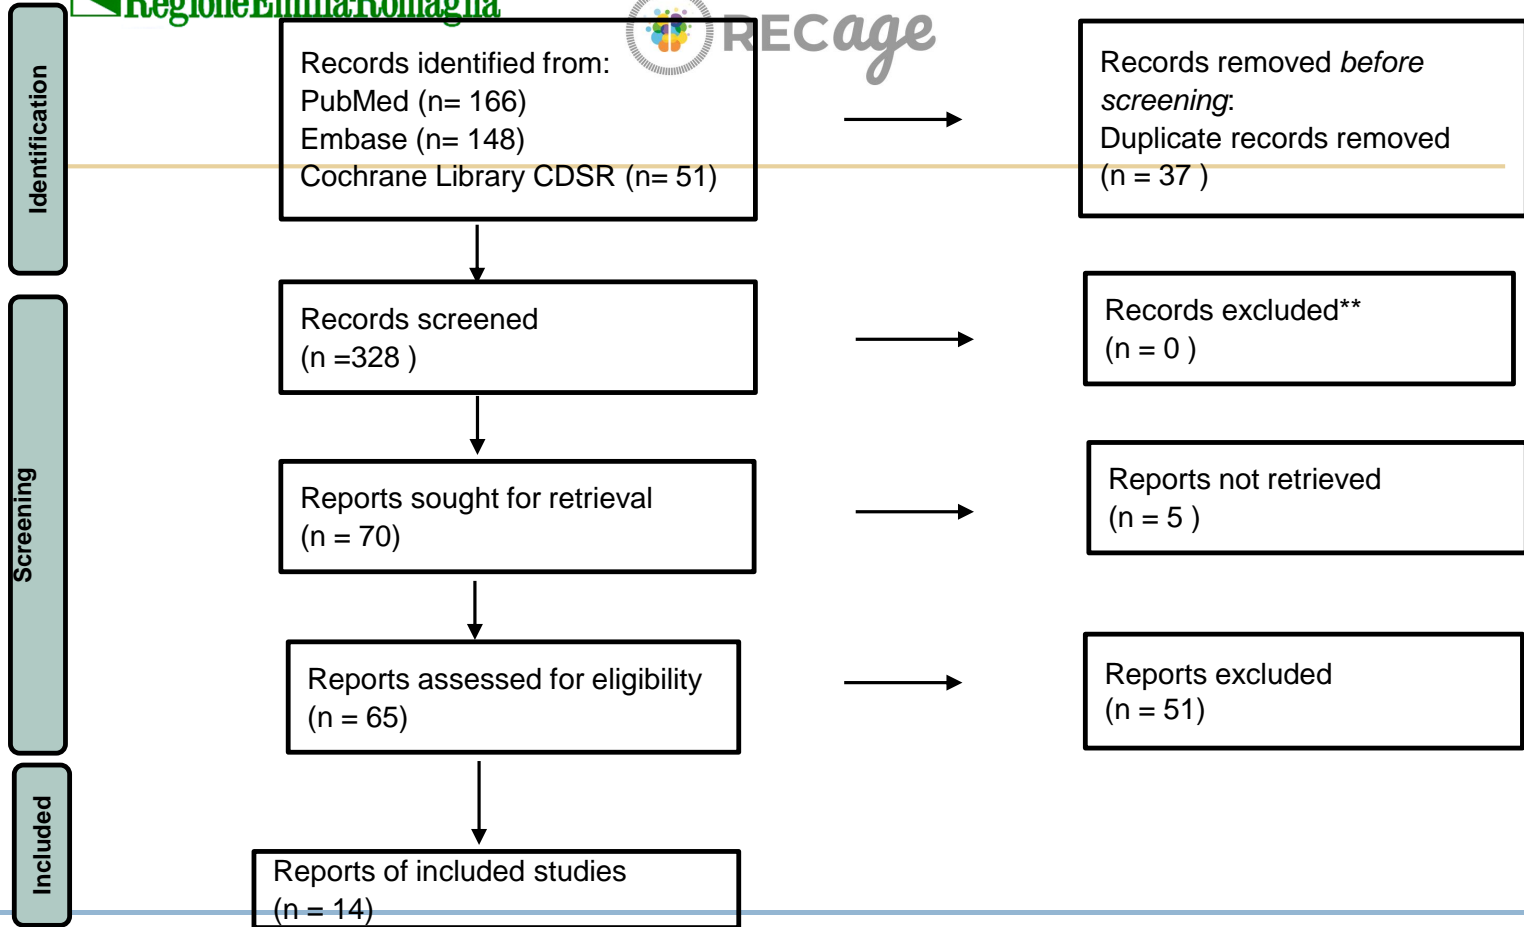 RegioneEmiliaRomagna
RECage
Identification
Records identified from:
PubMed (n= 166)
Embase (n= 148)
Cochrane Library CDSR (n= 51)
Records removed before
screening:
Duplicate records removed
(n = 37 )
Screening
Records screened
(n =328 )
Records excluded**
(n = 0 )
Reports sought for retrieval
(n = 70)
Reports not retrieved
(n = 5 )
Reports assessed for eligibility
(n = 65)
Reports excluded
(n = 51)
Included
Reports of included studies
(n = 14)